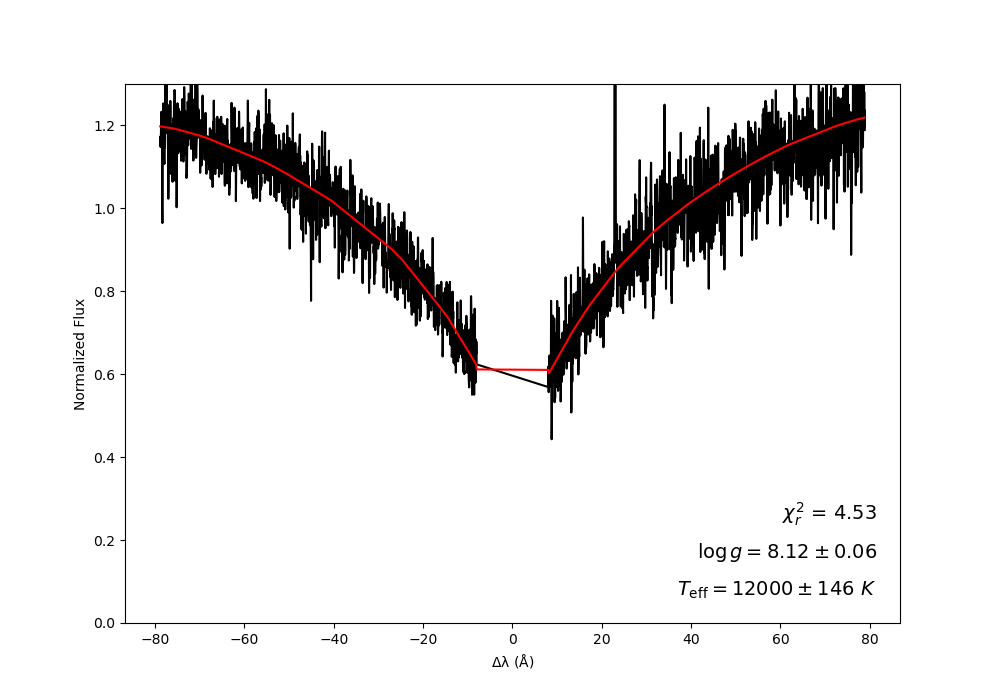 1.2
1.0
0.8
0.6
0.4
0.2
0.0
Normalized Flux
χ²ᵣ = 4.53
log g = 8.12 ± 0.06
T_eff = 12000 ± 146 K
−80 −60 −40 −20 0 20 40 60 80
Δλ (Å)